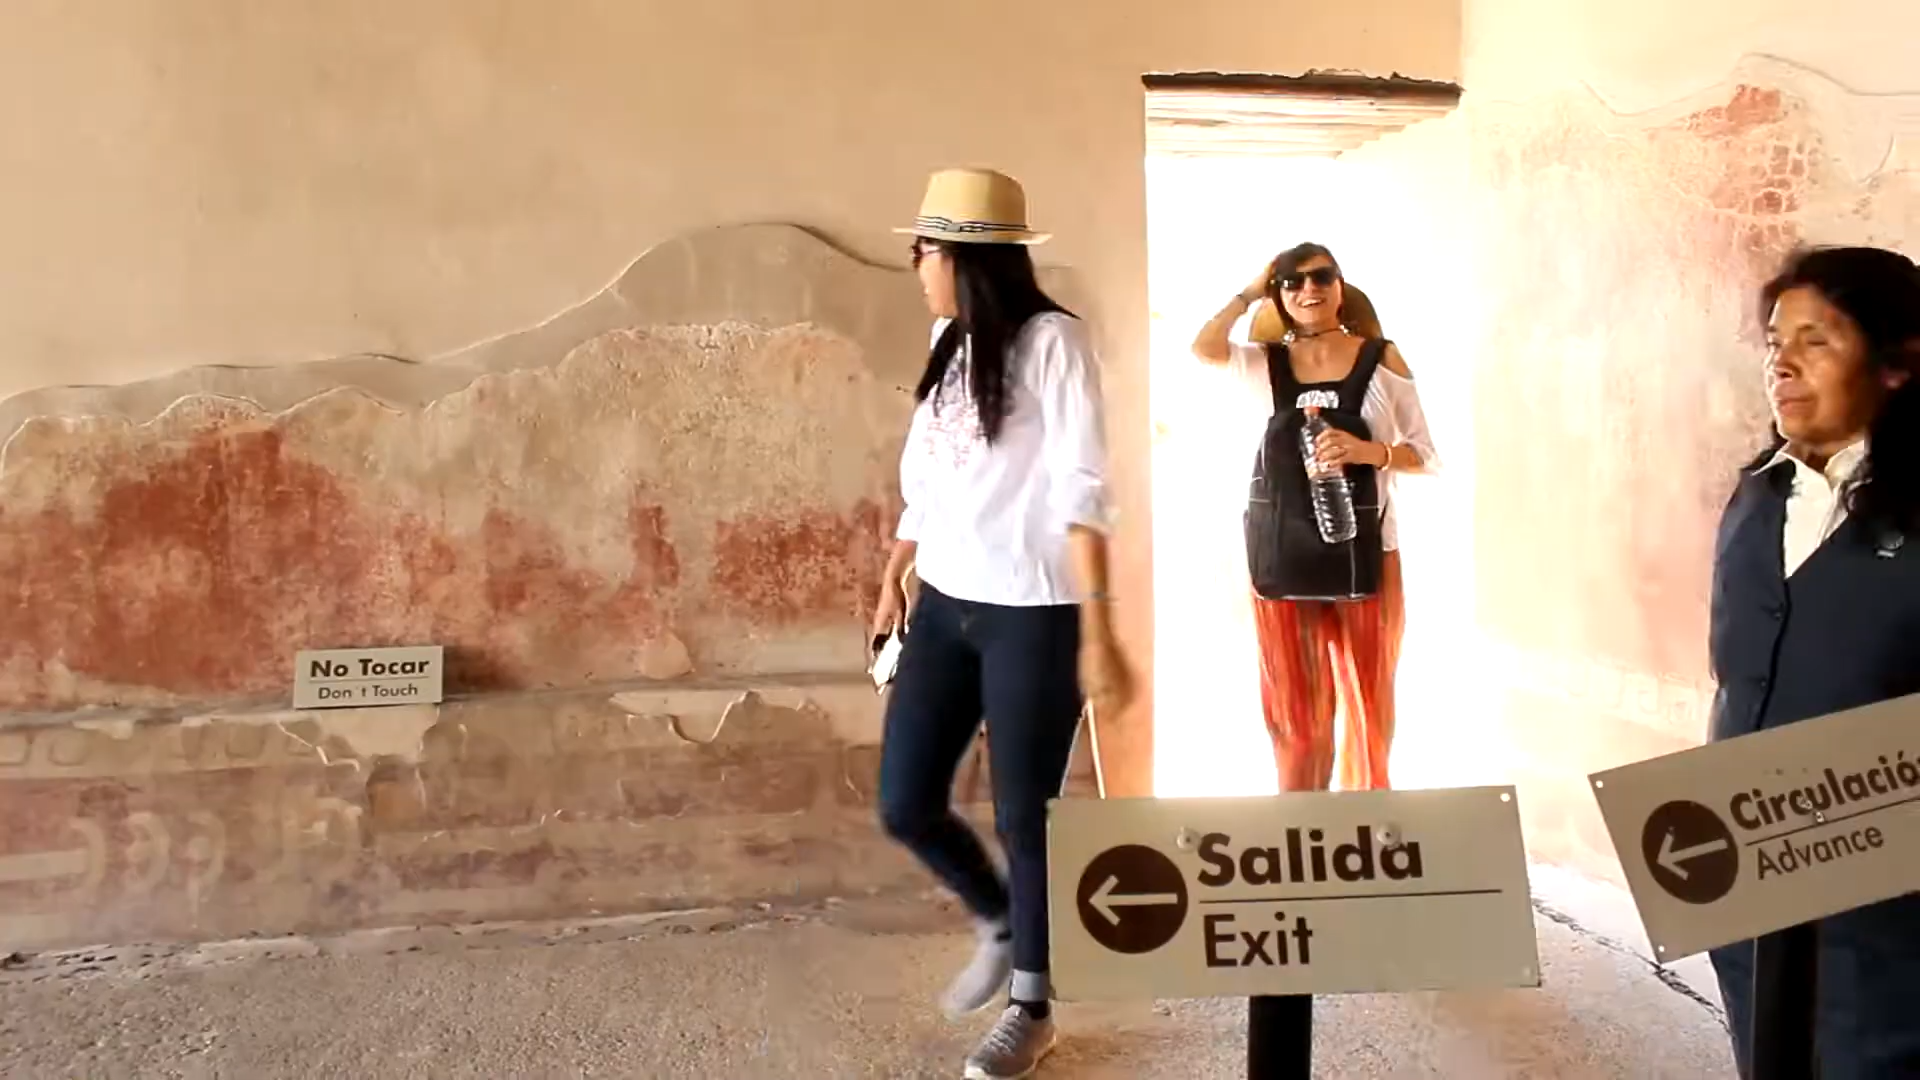 No Tocar
Don't Touch
Salida
Exit
Circulació
Advance